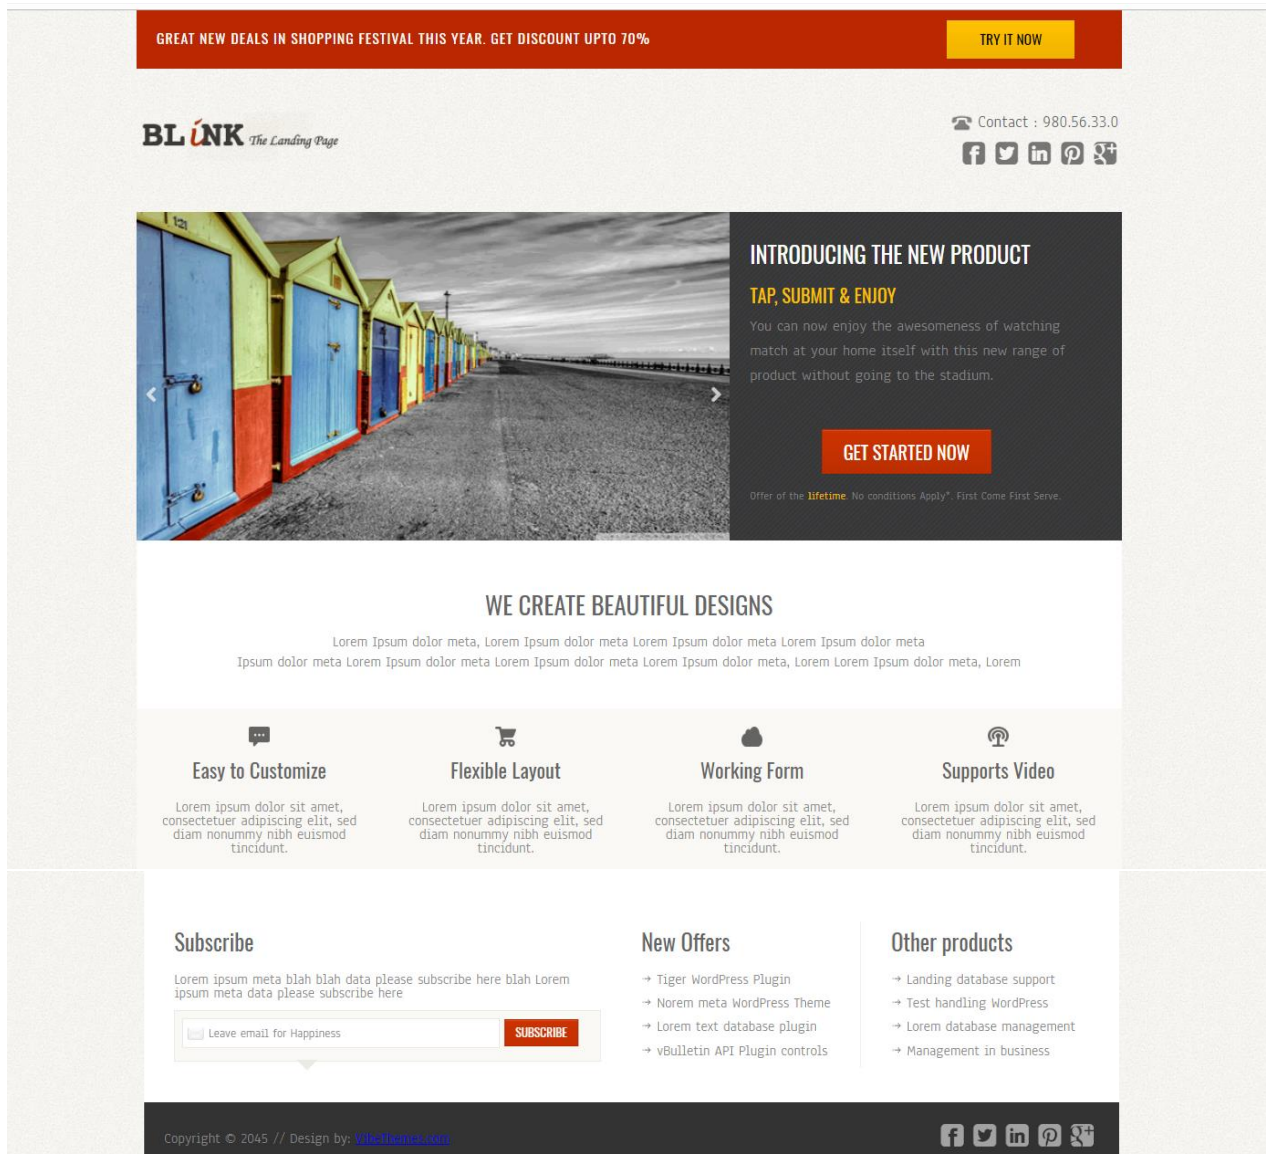 GREAT NEW DEALS IN SHOPPING FESTIVAL THIS YEAR. GET DISCOUNT UPTO 70%
TRY IT NOW
BLiNK The Landing Page
Contact : 980.56.33.0
121
INTRODUCING THE NEW PRODUCT
TAP, SUBMIT & ENJOY
You can now enjoy the awesomeness of watching
match at your home itself with this new range of
product without going to the stadium.
GET STARTED NOW
Offer of the lifetime. No conditions Apply*. First Come First Serve.
WE CREATE BEAUTIFUL DESIGNS
Lorem Ipsum dolor meta, Lorem Ipsum dolor meta Lorem Ipsum dolor meta Lorem Ipsum dolor meta
Ipsum dolor meta Lorem Ipsum dolor meta Lorem Ipsum dolor meta Lorem Ipsum dolor meta, Lorem Lorem Ipsum dolor meta, Lorem
Easy to Customize
Lorem ipsum dolor sit amet,
consectetuer adipiscing elit, sed
diam nonummy nibh euismod
tincidunt.
Flexible Layout
Lorem ipsum dolor sit amet,
consectetuer adipiscing elit, sed
diam nonummy nibh euismod
tincidunt.
Working Form
Lorem ipsum dolor sit amet,
consectetuer adipiscing elit, sed
diam nonummy nibh euismod
tincidunt.
Supports Video
Lorem ipsum dolor sit amet,
consectetuer adipiscing elit, sed
diam nonummy nibh euismod
tincidunt.
Subscribe
Lorem ipsum meta blah blah data please subscribe here blah Lorem
ipsum meta data please subscribe here
Leave email for Happiness
SUBSCRIBE
New Offers
→ Tiger WordPress Plugin
→ Norem meta WordPress Theme
→ Lorem text database plugin
→ vBulletin API Plugin controls
Other products
→ Landing database support
→ Test handling WordPress
→ Lorem database management
→ Management in business
Copyright © 2045 // Design by: VibeThemes.com